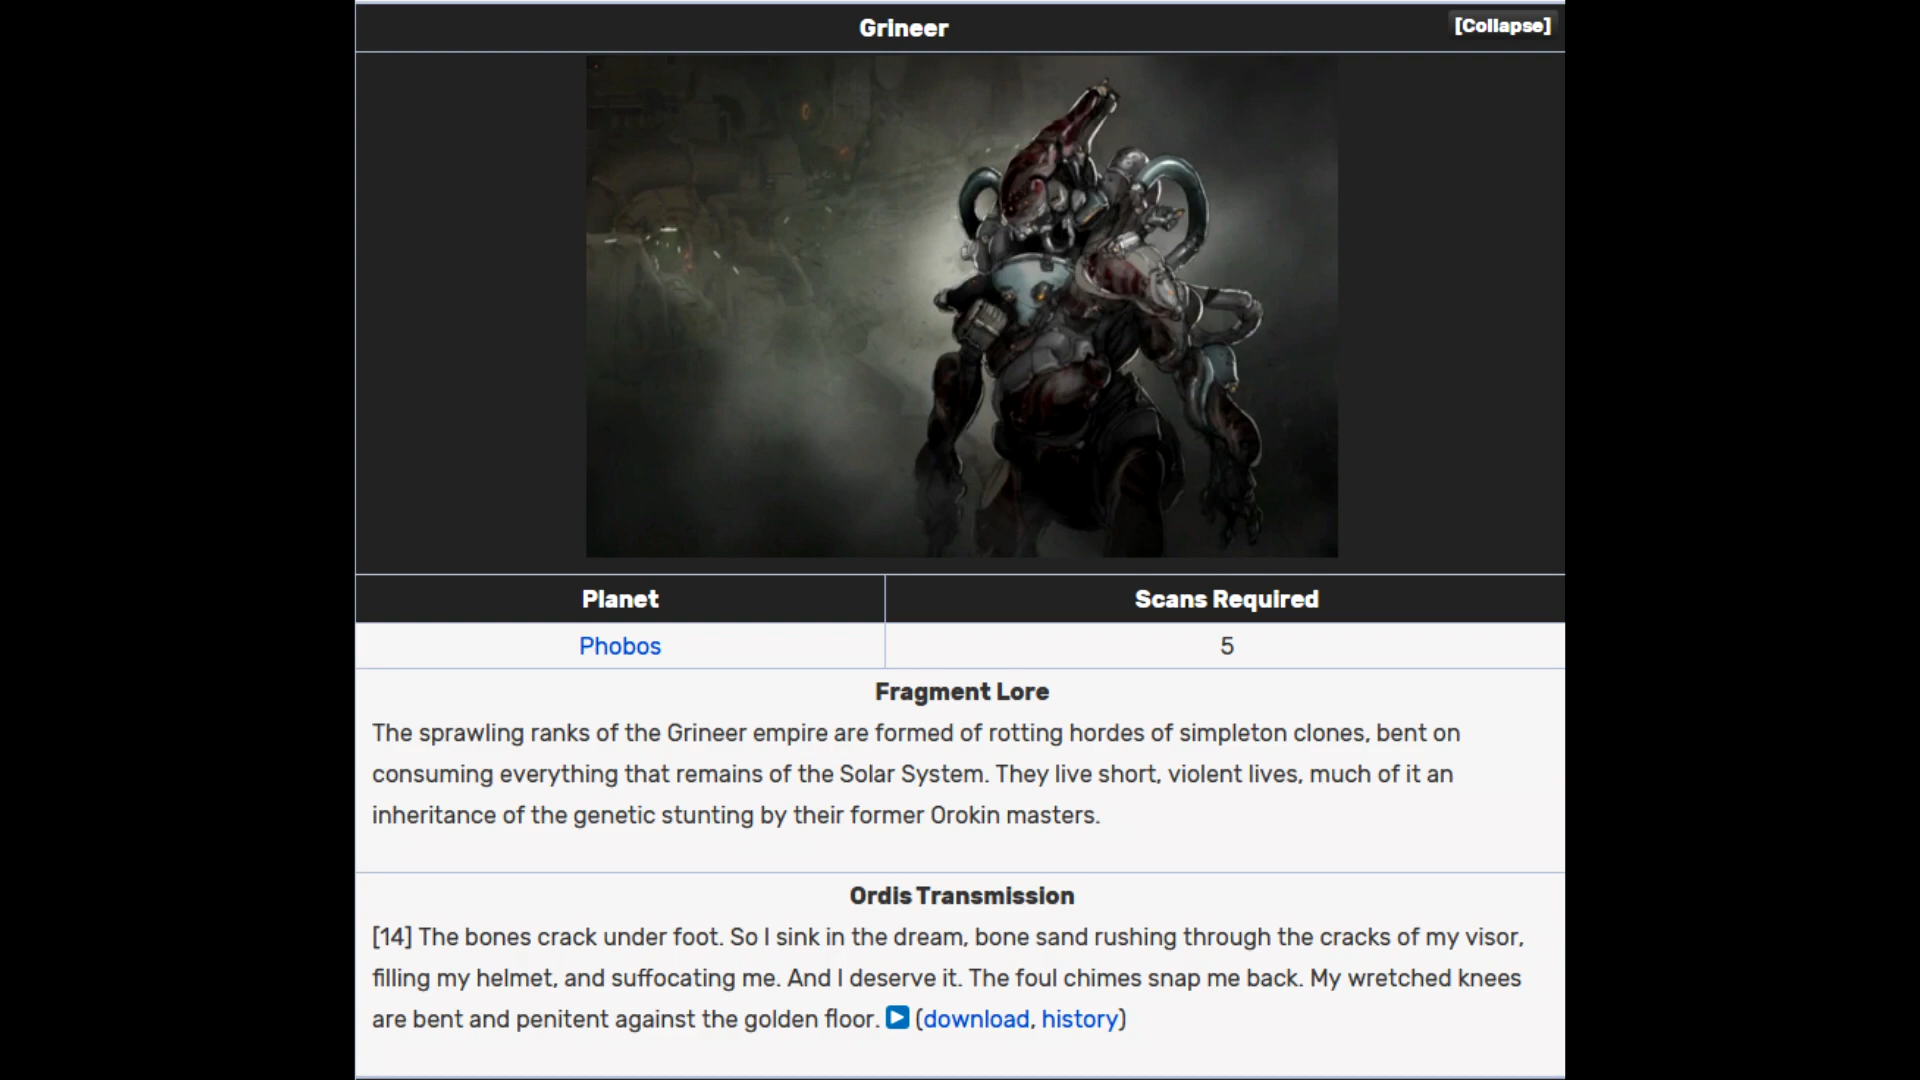 Grineer
[Collapse]
Planet
Scans Required
Phobos
5
Fragment Lore
The sprawling ranks of the Grineer empire are formed of rotting hordes of simpleton clones, bent on
consuming everything that remains of the Solar System. They live short, violent lives, much of it an
inheritance of the genetic stunting by their former Orokin masters.
Ordis Transmission
[14] The bones crack under foot. So I sink in the dream, bone sand rushing through the cracks of my visor,
filling my helmet, and suffocating me. And I deserve it. The foul chimes snap me back. My wretched knees
are bent and penitent against the golden floor. (download, history)